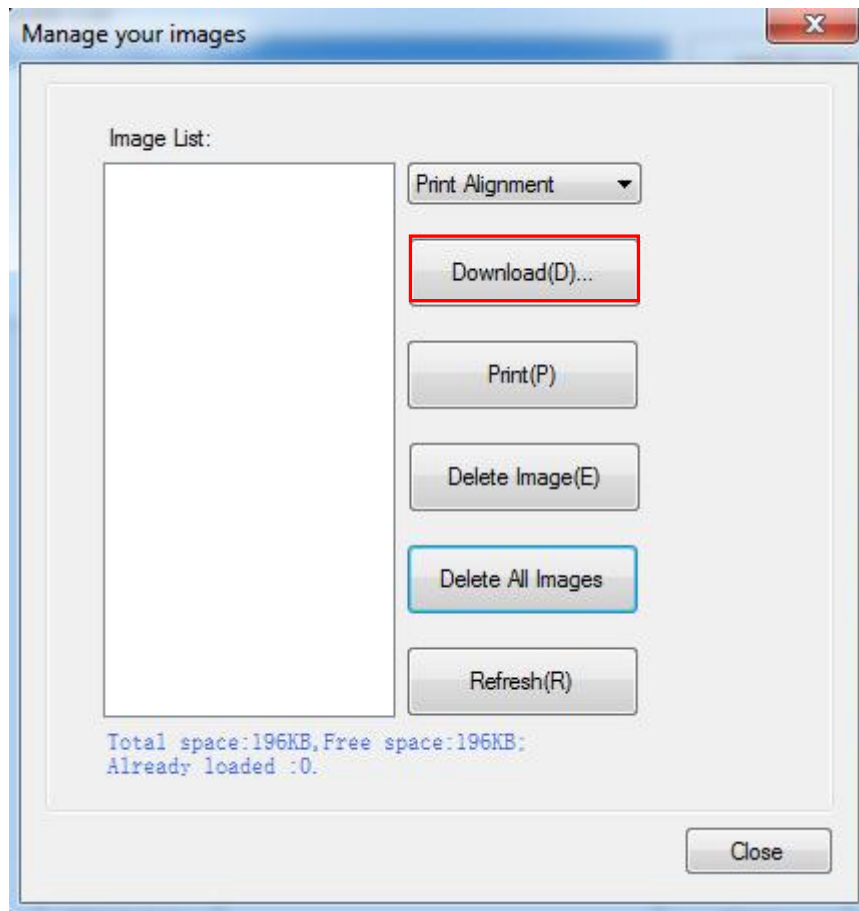 Manage your images
Image List:
Print Alignment
Download(D)...
Print(P)
Delete Image(E)
Delete All Images
Refresh(R)
Total space:196KB,Free space:196KB;
Already loaded :0.
Close